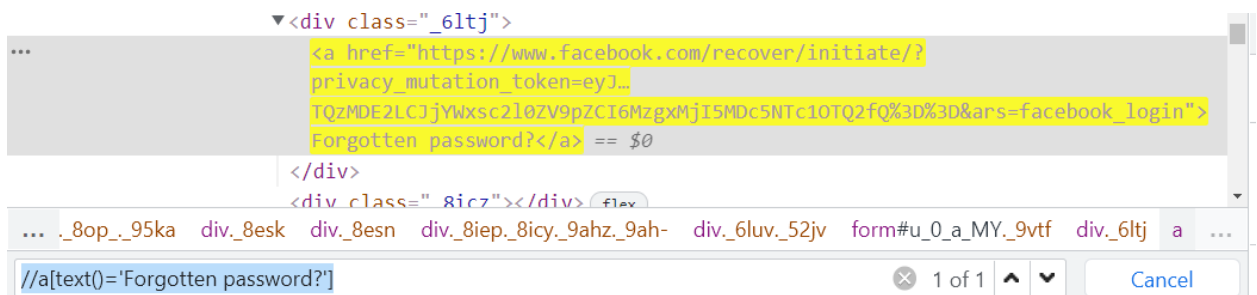 ▼<div class="_6ltj">
... <a href="https://www.facebook.com/recover/initiate/?
privacy_mutation_token=eyJ…
TQzMDE2LCJjYWxsc2l0ZV9pZCI6MzgxMjI5MDc5NTc1OTQ2fQ%3D%3D&ars=facebook_login">
Forgotten password?</a> == $0
</div>
<div class="_8icz"></div> flex
... ._8op_._95ka div._8esk div._8esn div._8iep._8icy._9ahz._9ah- div._6luv._52jv form#u_0_a_MY._9vtf div._6ltj a ...
//a[text()='Forgotten password?'] 1 of 1 Cancel